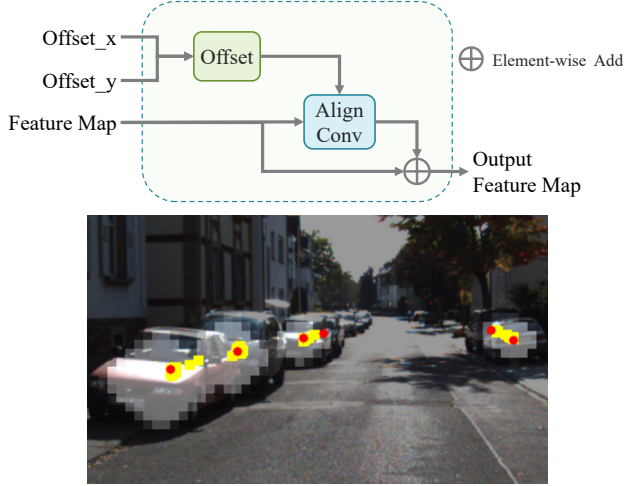 Offset_x
Offset_y
Feature Map
Offset
Align
Conv
Element-wise Add
Output
Feature Map